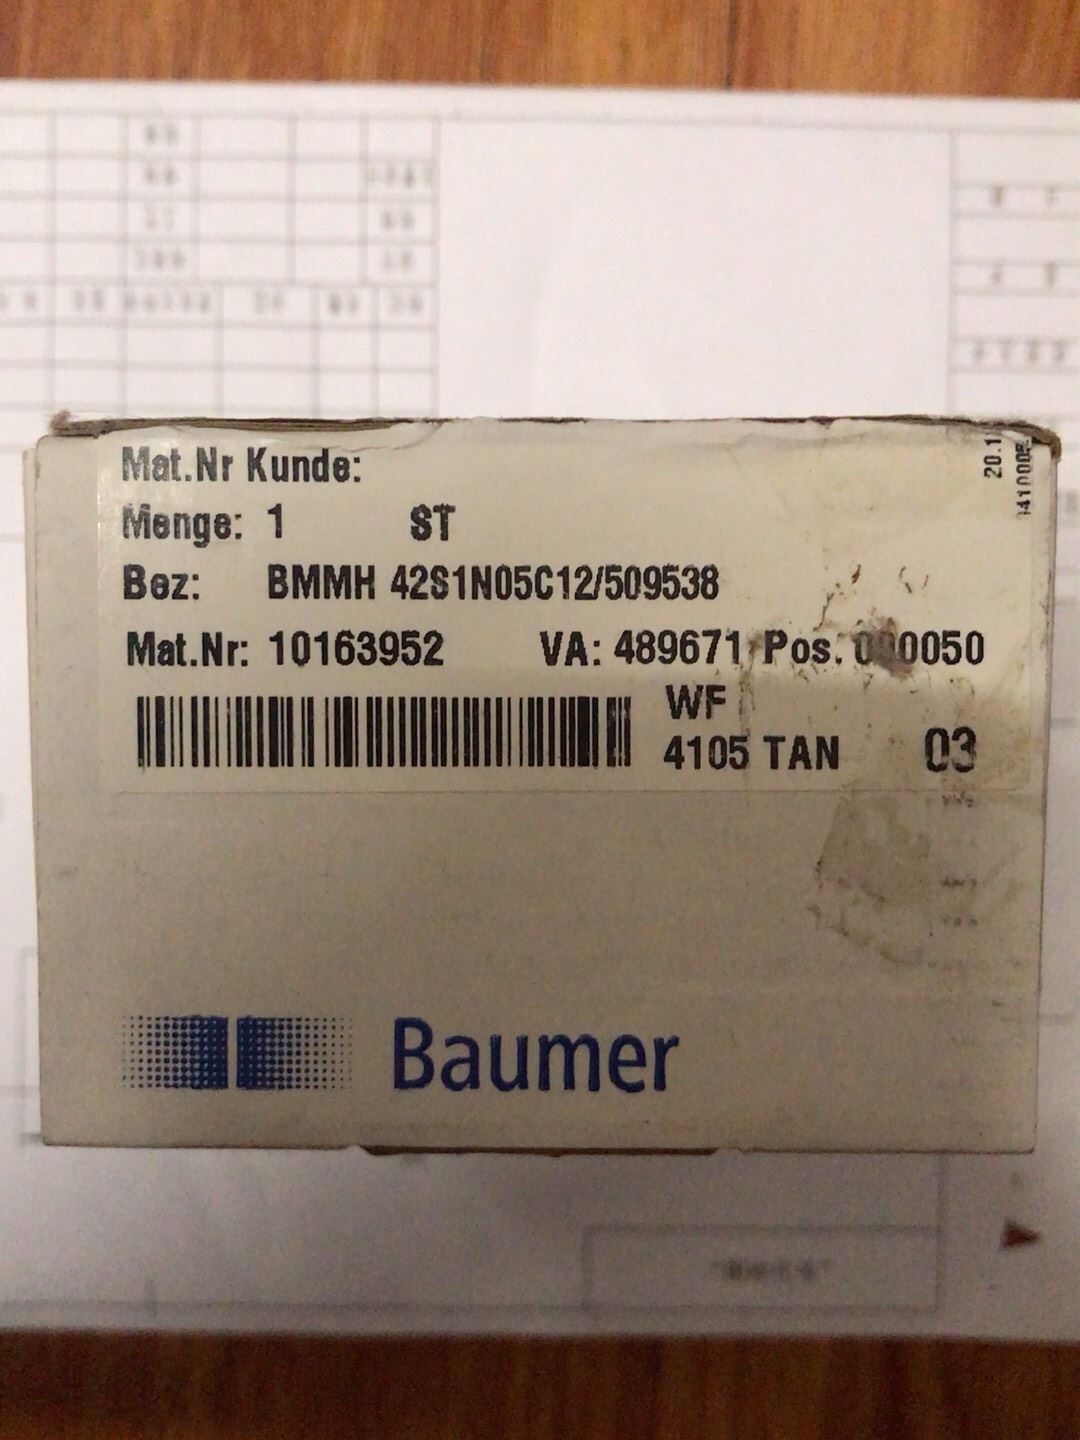 Mat.Nr Kunde:
Menge: 1 ST
Bez: BMMH 42S1N05C12/509538
Mat.Nr: 10163952 VA: 489671 Pos. 000050
WF
4105 TAN 03
Baumer